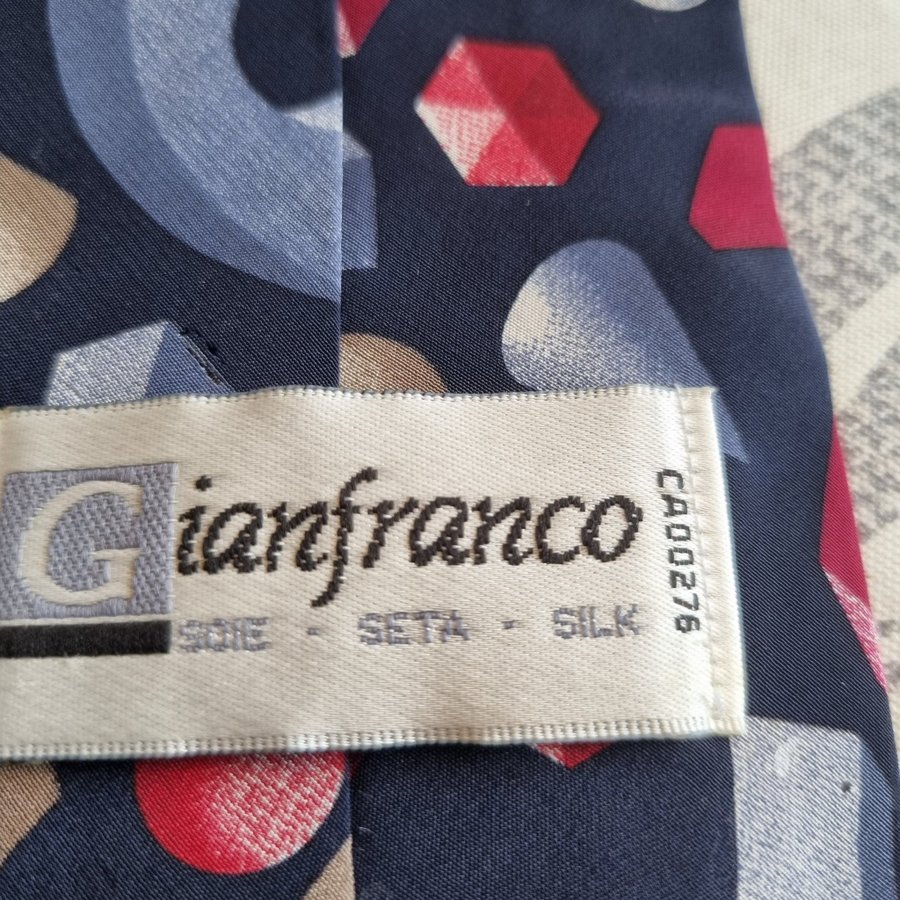 Gianfranco
SOIE - SETA - SILK
CA00276